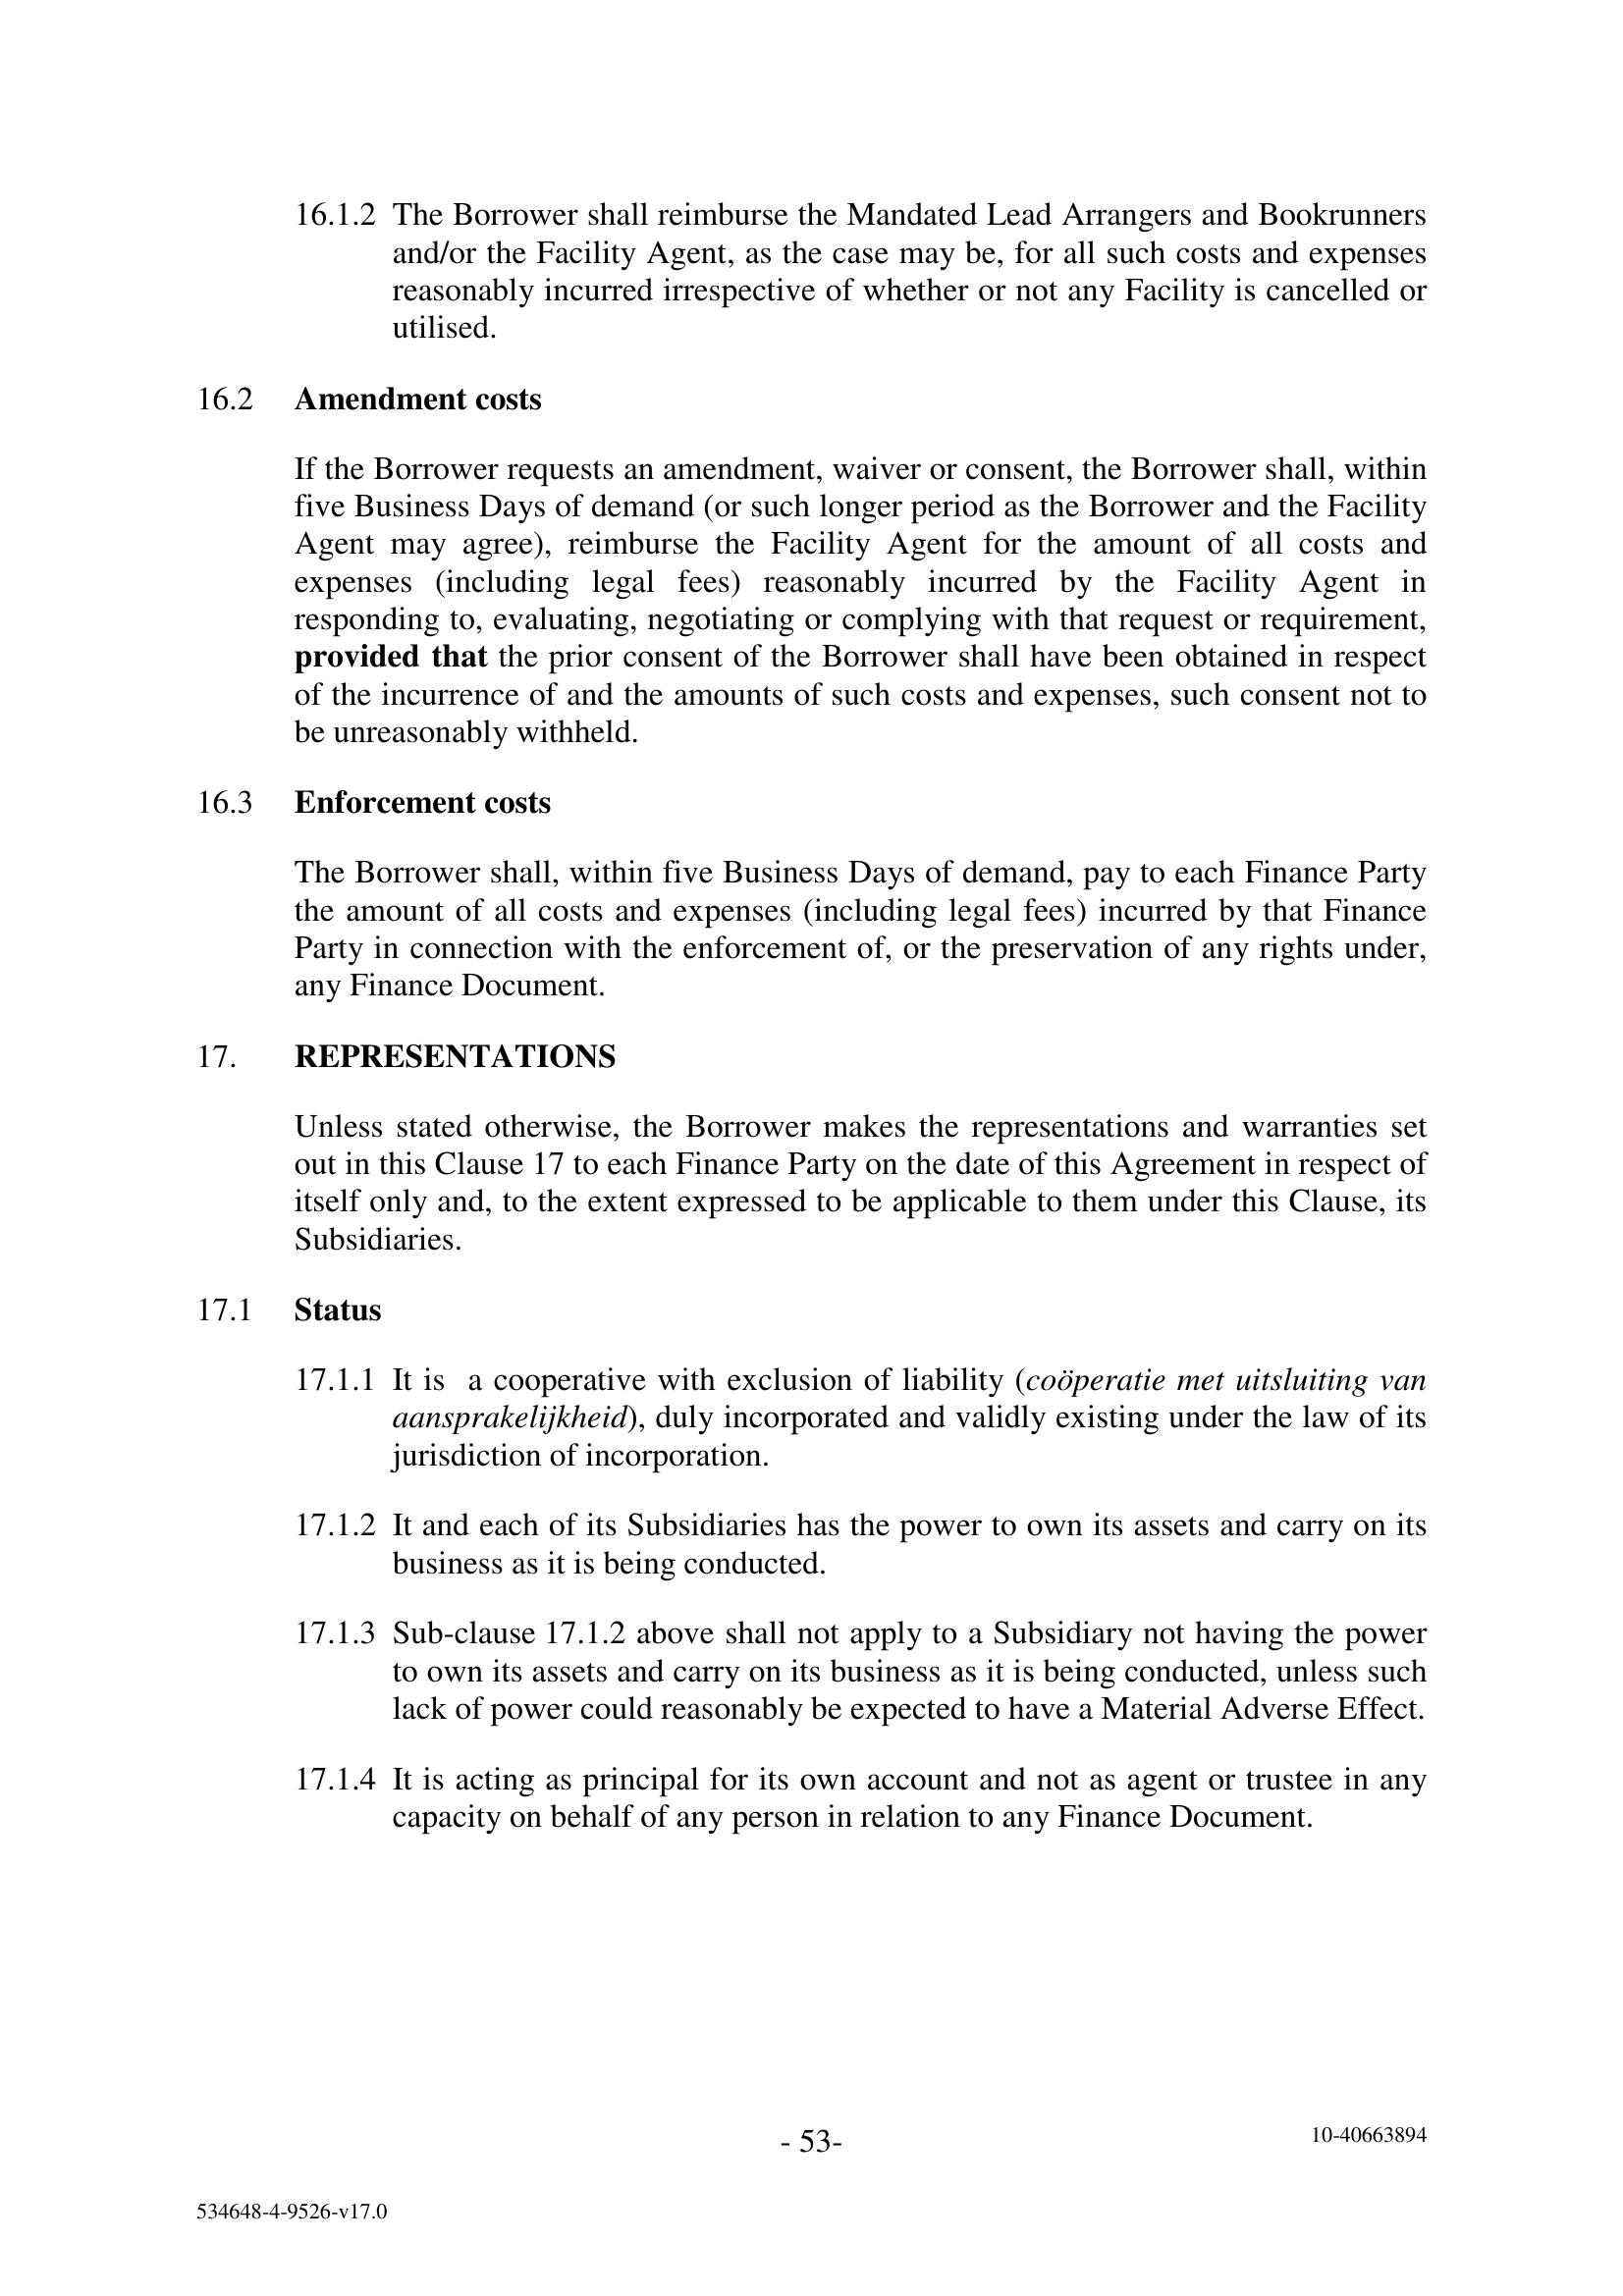 16.1.2 The Borrower shall reimburse the Mandated Lead Arrangers and Bookrunners
and/or the Facility Agent, as the case may be, for all such costs and expenses
reasonably incurred irrespective of whether or not any Facility is cancelled or
utilised.
16.2 Amendment costs
If the Borrower requests an amendment, waiver or consent, the Borrower shall, within
five Business Days of demand (or such longer period as the Borrower and the Facility
Agent may agree), reimburse the Facility Agent for the amount of all costs and
expenses (including legal fees) reasonably incurred by the Facility Agent in
responding to, evaluating, negotiating or complying with that request or requirement,
provided that the prior consent of the Borrower shall have been obtained in respect
of the incurrence of and the amounts of such costs and expenses, such consent not to
be unreasonably withheld.
16.3 Enforcement costs
The Borrower shall, within five Business Days of demand, pay to each Finance Party
the amount of all costs and expenses (including legal fees) incurred by that Finance
Party in connection with the enforcement of, or the preservation of any rights under,
any Finance Document.
17. REPRESENTATIONS
Unless stated otherwise, the Borrower makes the representations and warranties set
out in this Clause 17 to each Finance Party on the date of this Agreement in respect of
itself only and, to the extent expressed to be applicable to them under this Clause, its
Subsidiaries.
17.1 Status
17.1.1 It is a cooperative with exclusion of liability (coöperatie met uitsluiting van
aansprakelijkheid), duly incorporated and validly existing under the law of its
jurisdiction of incorporation.
17.1.2 It and each of its Subsidiaries has the power to own its assets and carry on its
business as it is being conducted.
17.1.3 Sub-clause 17.1.2 above shall not apply to a Subsidiary not having the power
to own its assets and carry on its business as it is being conducted, unless such
lack of power could reasonably be expected to have a Material Adverse Effect.
17.1.4 It is acting as principal for its own account and not as agent or trustee in any
capacity on behalf of any person in relation to any Finance Document.
- 53-
10-40663894
534648-4-9526-v17.0